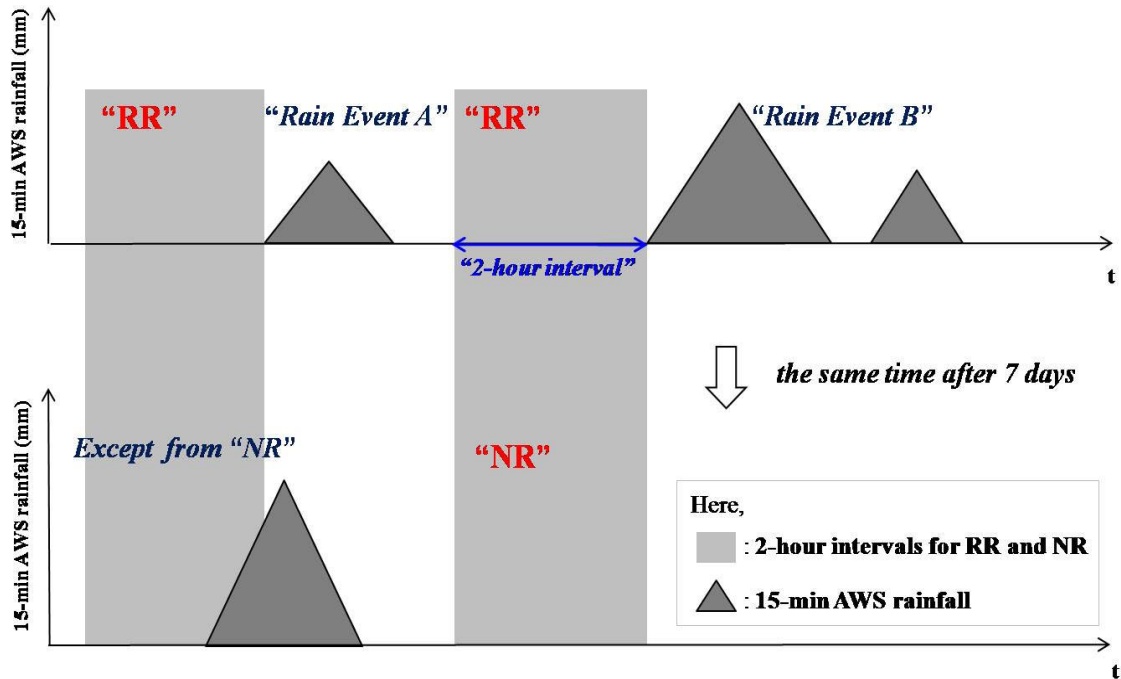 15-min AWS rainfall (mm)
“RR”
“Rain Event A”
“RR”
“Rain Event B”
“2-hour interval”
t
the same time after 7 days
15-min AWS rainfall (mm)
Except from “NR”
“NR”
Here,
: 2-hour intervals for RR and NR
: 15-min AWS rainfall
t